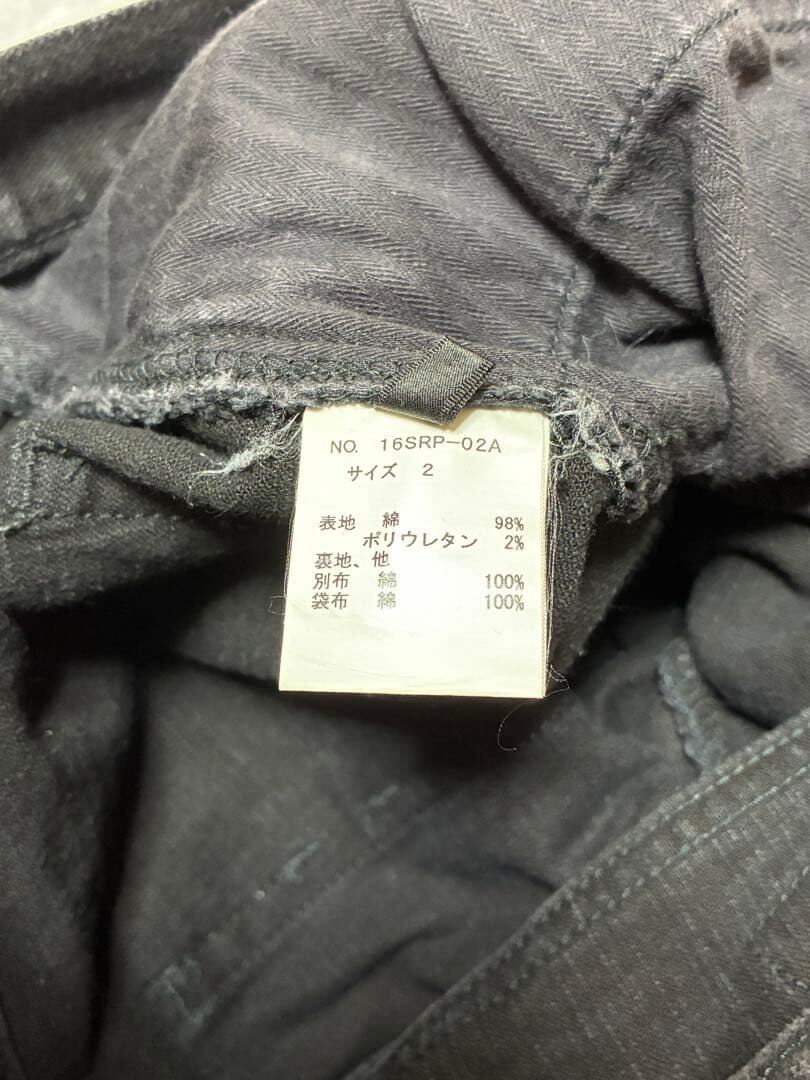 NO. 16SRP-02A
サイズ 2
表地 綿 98%
ポリウレタン 2%
裏地、他
別布 綿 100%
袋布 綿 100%